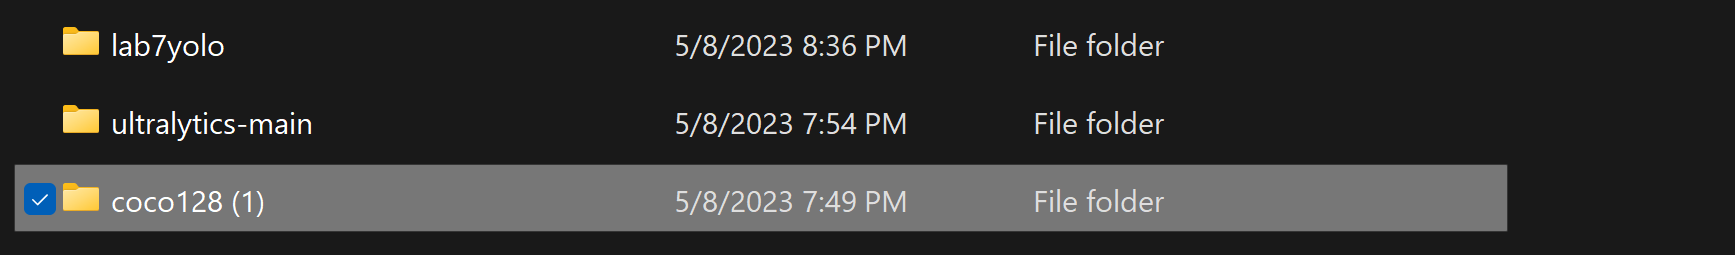 lab7yolo 5/8/2023 8:36 PM File folder
ultralytics-main 5/8/2023 7:54 PM File folder
coco128 (1) 5/8/2023 7:49 PM File folder